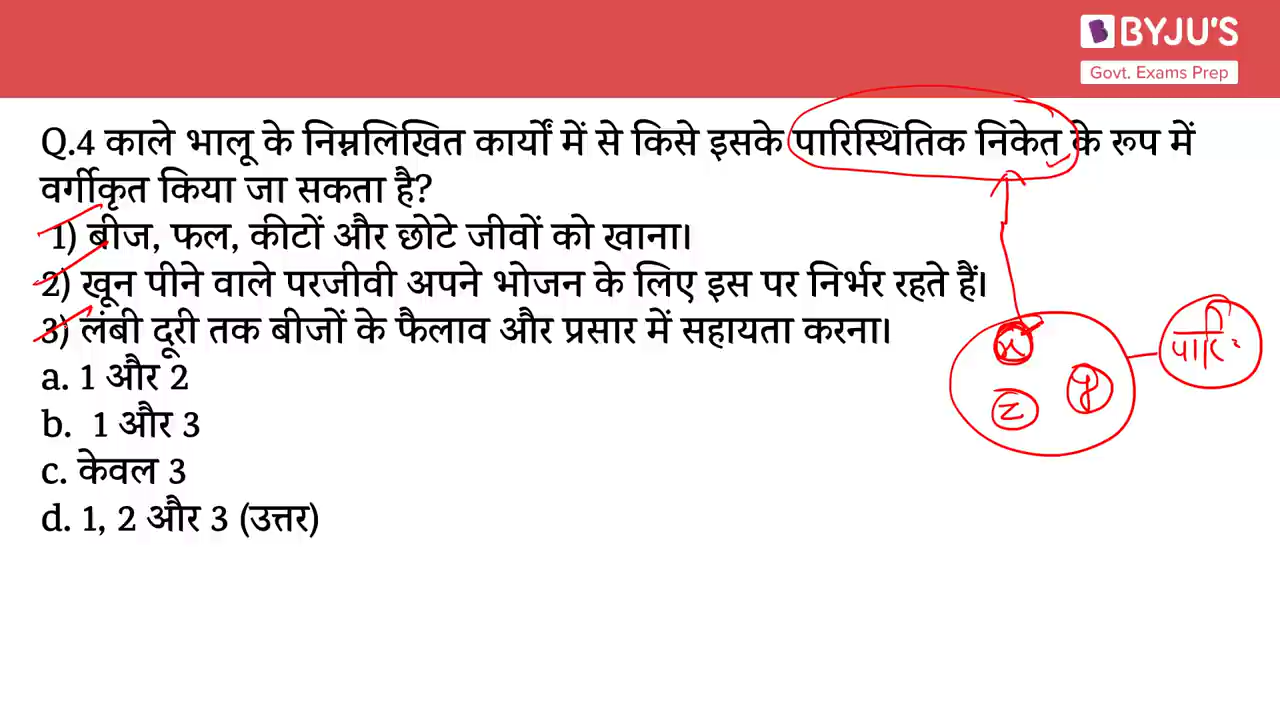 BYJU'S
Govt. Exams Prep
Q.4 काले भालू के निम्नलिखित कार्यों में से किसे इसके पारिस्थितिक निकेत के रूप में
वर्गीकृत किया जा सकता है?
1) बीज, फल, कीटों और छोटे जीवों को खाना।
2) खून पीने वाले परजीवी अपने भोजन के लिए इस पर निर्भर रहते हैं।
3) लंबी दूरी तक बीजों के फैलाव और प्रसार में सहायता करना।
x
पारि
y
z
a. 1 और 2
b. 1 और 3
c. केवल 3
d. 1, 2 और 3 (उत्तर)